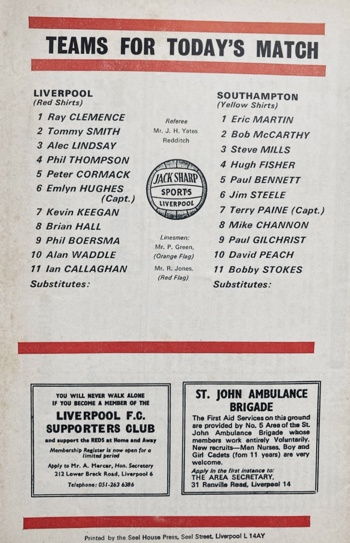 TEAMS FOR TODAY'S MATCH
LIVERPOOL
(Red Shirts)
1 Ray CLEMENCE
2 Tommy SMITH
3 Alec LINDSAY
4 Phil THOMPSON
5 Peter CORMACK
6 Emlyn HUGHES
(Capt.)
7 Kevin KEEGAN
8 Brian HALL
9 Phil BOERSMA
10 Alan WADDLE
11 Ian CALLAGHAN
Substitutes:
Referee
Mr. J. H. Yates
Redditch
JACK SHARP
SPORTS
LIVERPOOL
Linesmen:
Mr. P. Green,
(Orange Flag)
Mr. R. Jones,
(Red Flag)
SOUTHAMPTON
(Yellow Shirts)
1 Eric MARTIN
2 Bob McCARTHY
3 Steve MILLS
4 Hugh FISHER
5 Paul BENNETT
6 Jim STEELE
7 Terry PAINE (Capt.)
8 Mike CHANNON
9 Paul GILCHRIST
10 David PEACH
11 Bobby STOKES
Substitutes:
YOU WILL NEVER WALK ALONE
IF YOU BECOME A MEMBER OF THE
LIVERPOOL F.C.
SUPPORTERS CLUB
and support the REDS at Home and Away
Membership Register is now open for a
limited period
Apply to Mr. A. Mercer, Hon. Secretary
212 Lower Breck Road, Liverpool 6
Telephone: 051-263 6386
ST. JOHN AMBULANCE
BRIGADE
The First Aid Services on this ground
are provided by No. 5 Area of the St.
John Ambulance Brigade whose
members work entirely Voluntarily.
New recruits—Men Nurses, Boy and
Girl Cadets (fom 11 years) are very
welcome.
Apply in the first instance to:
THE AREA SECRETARY,
31 Ranville Road, Liverpool 14
Printed by the Seel House Press, Seel Street, Liverpool L 14AY